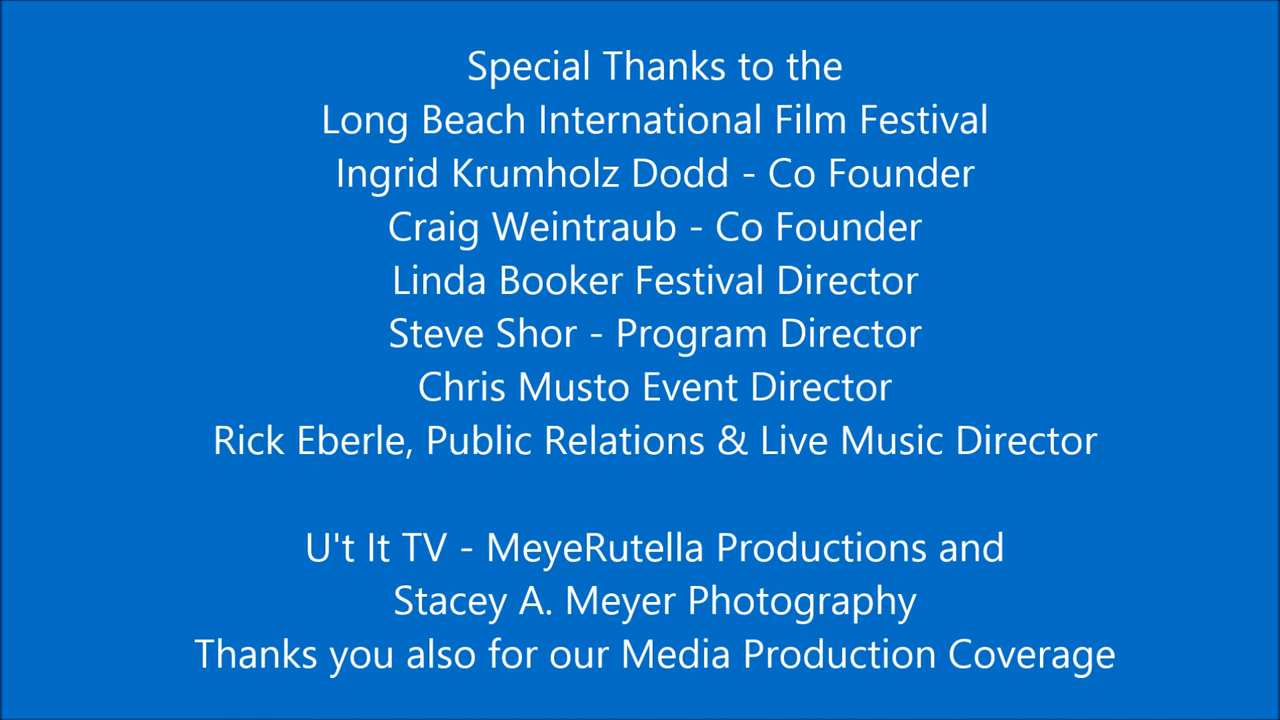 Special Thanks to the
Long Beach International Film Festival
Ingrid Krumholz Dodd - Co Founder
Craig Weintraub - Co Founder
Linda Booker Festival Director
Steve Shor - Program Director
Chris Musto Event Director
Rick Eberle, Public Relations & Live Music Director
U't It TV - MeyeRutella Productions and
Stacey A. Meyer Photography
Thanks you also for our Media Production Coverage